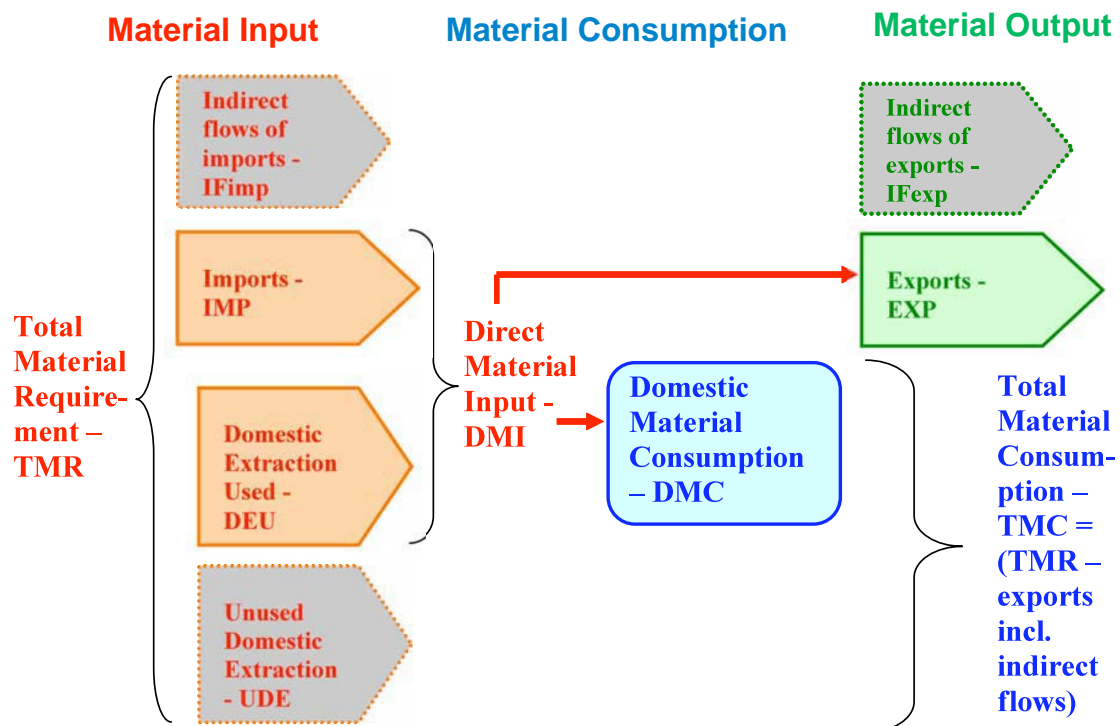 Material Input
Material Consumption
Material Output
Indirect
flows of
imports -
IFimp
Imports -
IMP
Domestic
Extraction
Used -
DEU
Unused
Domestic
Extraction
- UDE
Total
Material
Require-
ment –
TMR
Direct
Material
Input -
DMI
Domestic
Material
Consumption
– DMC
Indirect
flows of
exports -
IFexp
Exports -
EXP
Total
Material
Consum-
ption –
TMC =
(TMR –
exports
incl.
indirect
flows)